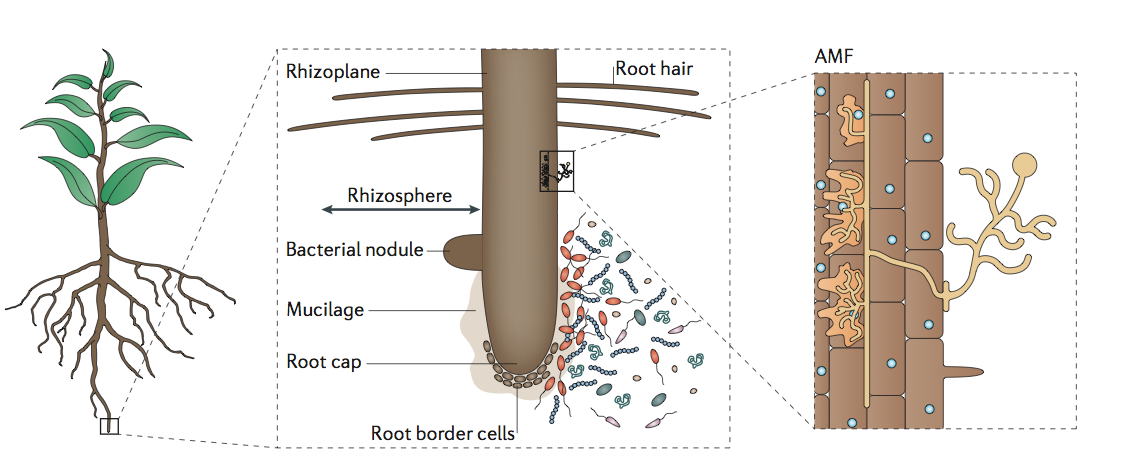 AMF
Rhizoplane
Root hair
Rhizosphere
Bacterial nodule
Mucilage
Root cap
Root border cells